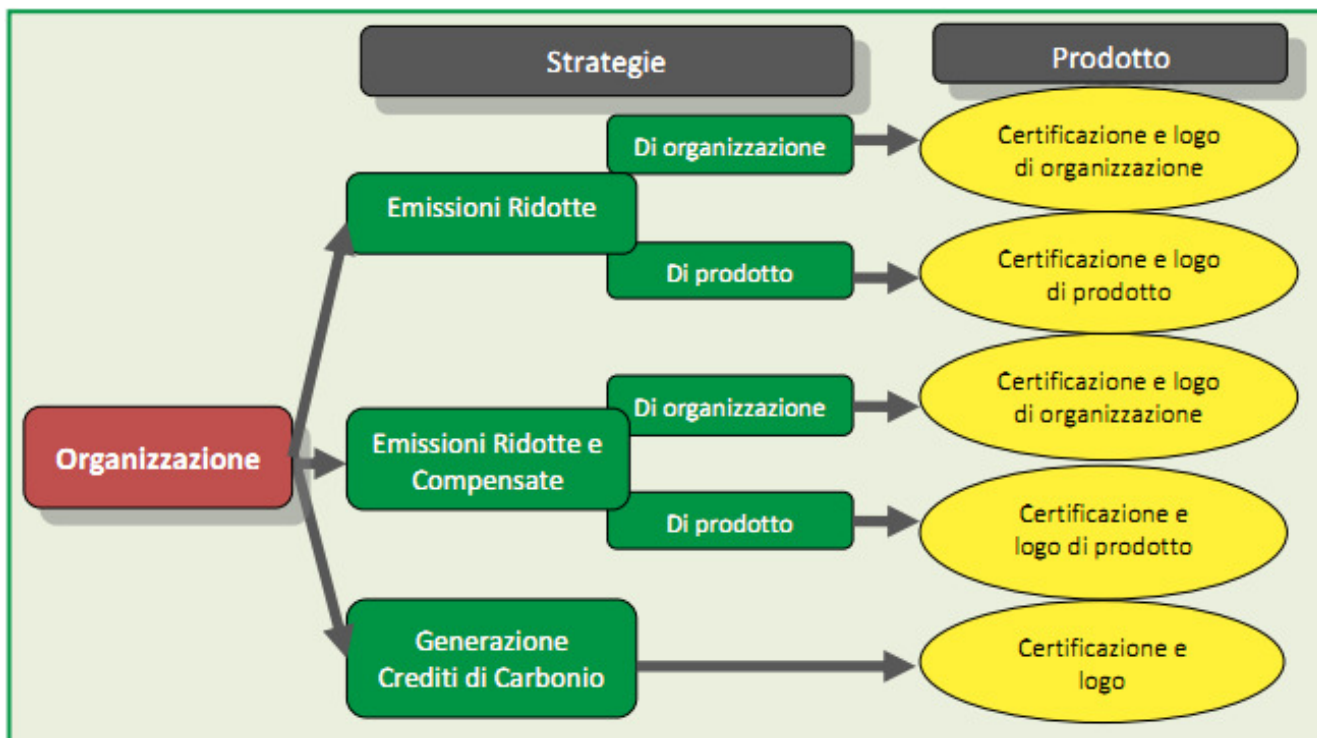 Strategie
Prodotto
Di organizzazione
Certificazione e logo
di organizzazione
Emissioni Ridotte
Di prodotto
Certificazione e logo
di prodotto
Organizzazione
Emissioni Ridotte e
Compensate
Di organizzazione
Certificazione e logo
di organizzazione
Di prodotto
Certificazione e
logo di prodotto
Generazione
Crediti di Carbonio
Certificazione e
logo